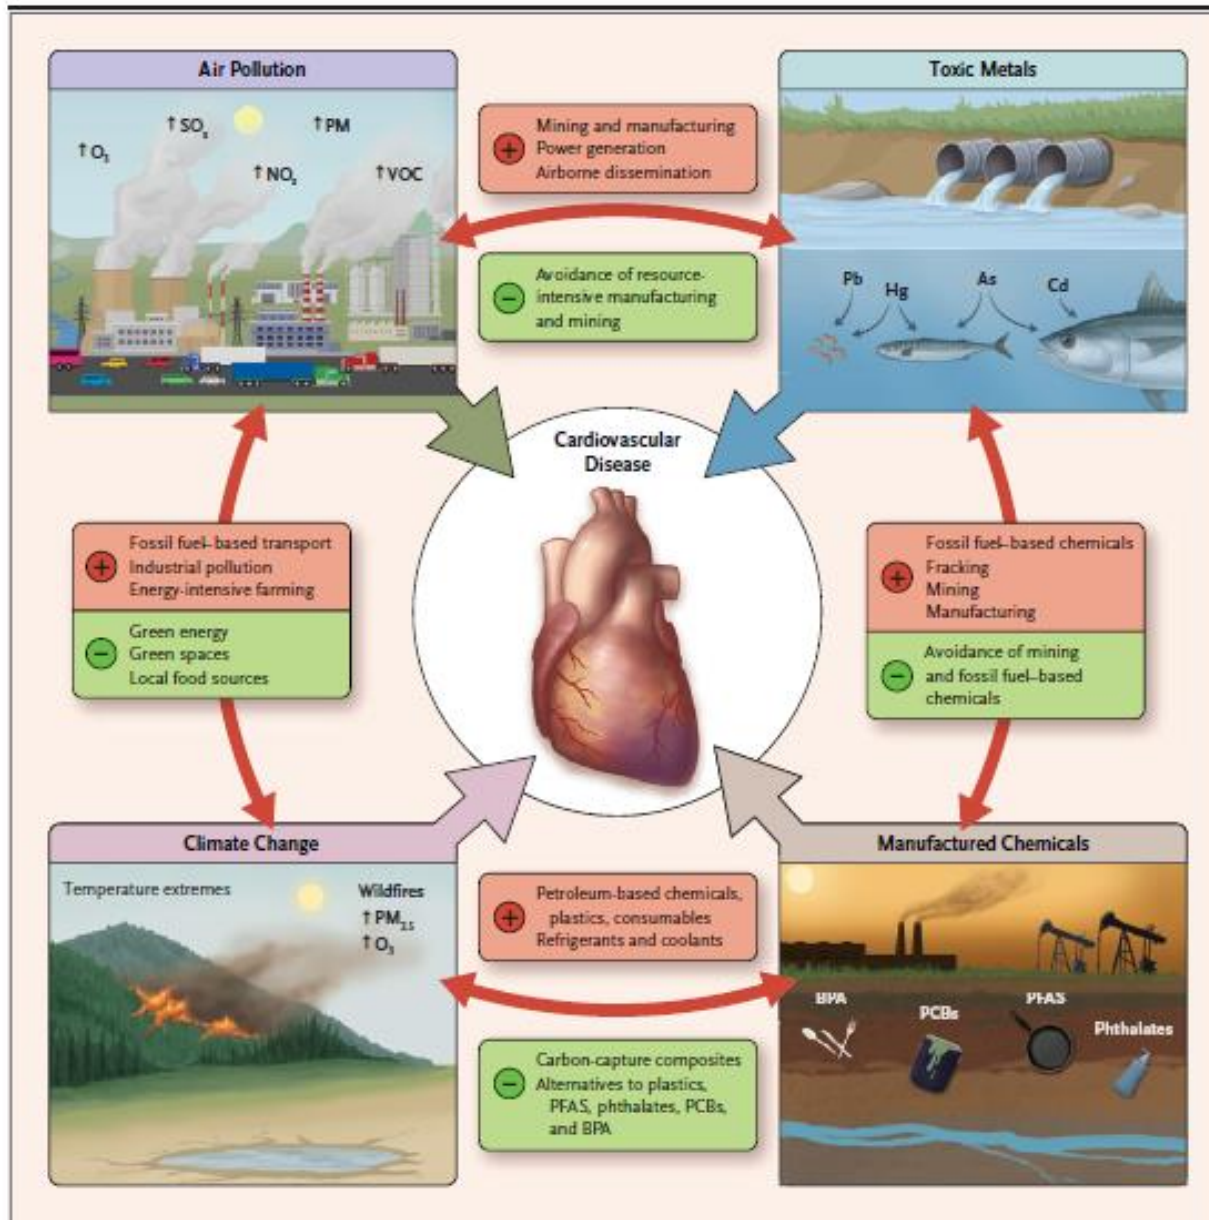 Air Pollution
↑O₃
↑SOₓ
↑PM
↑NOₓ
↑VOC
Mining and manufacturing
Power generation
Airborne dissemination
Avoidance of resource-
intensive manufacturing
and mining
Toxic Metals
Pb
Hg
As
Cd
Cardiovascular
Disease
Fossil fuel–based transport
Industrial pollution
Energy-intensive farming
Green energy
Green spaces
Local food sources
Fossil fuel–based chemicals
Fracking
Mining
Manufacturing
Avoidance of mining
and fossil fuel–based
chemicals
Climate Change
Temperature extremes
Wildfires
↑PM₂.₅
↑O₃
Petroleum-based chemicals,
plastics, consumables
Refrigerants and coolants
Carbon-capture composites
Alternatives to plastics,
PFAS, phthalates, PCBs,
and BPA
Manufactured Chemicals
BPA
PCBs
PFAS
Phthalates